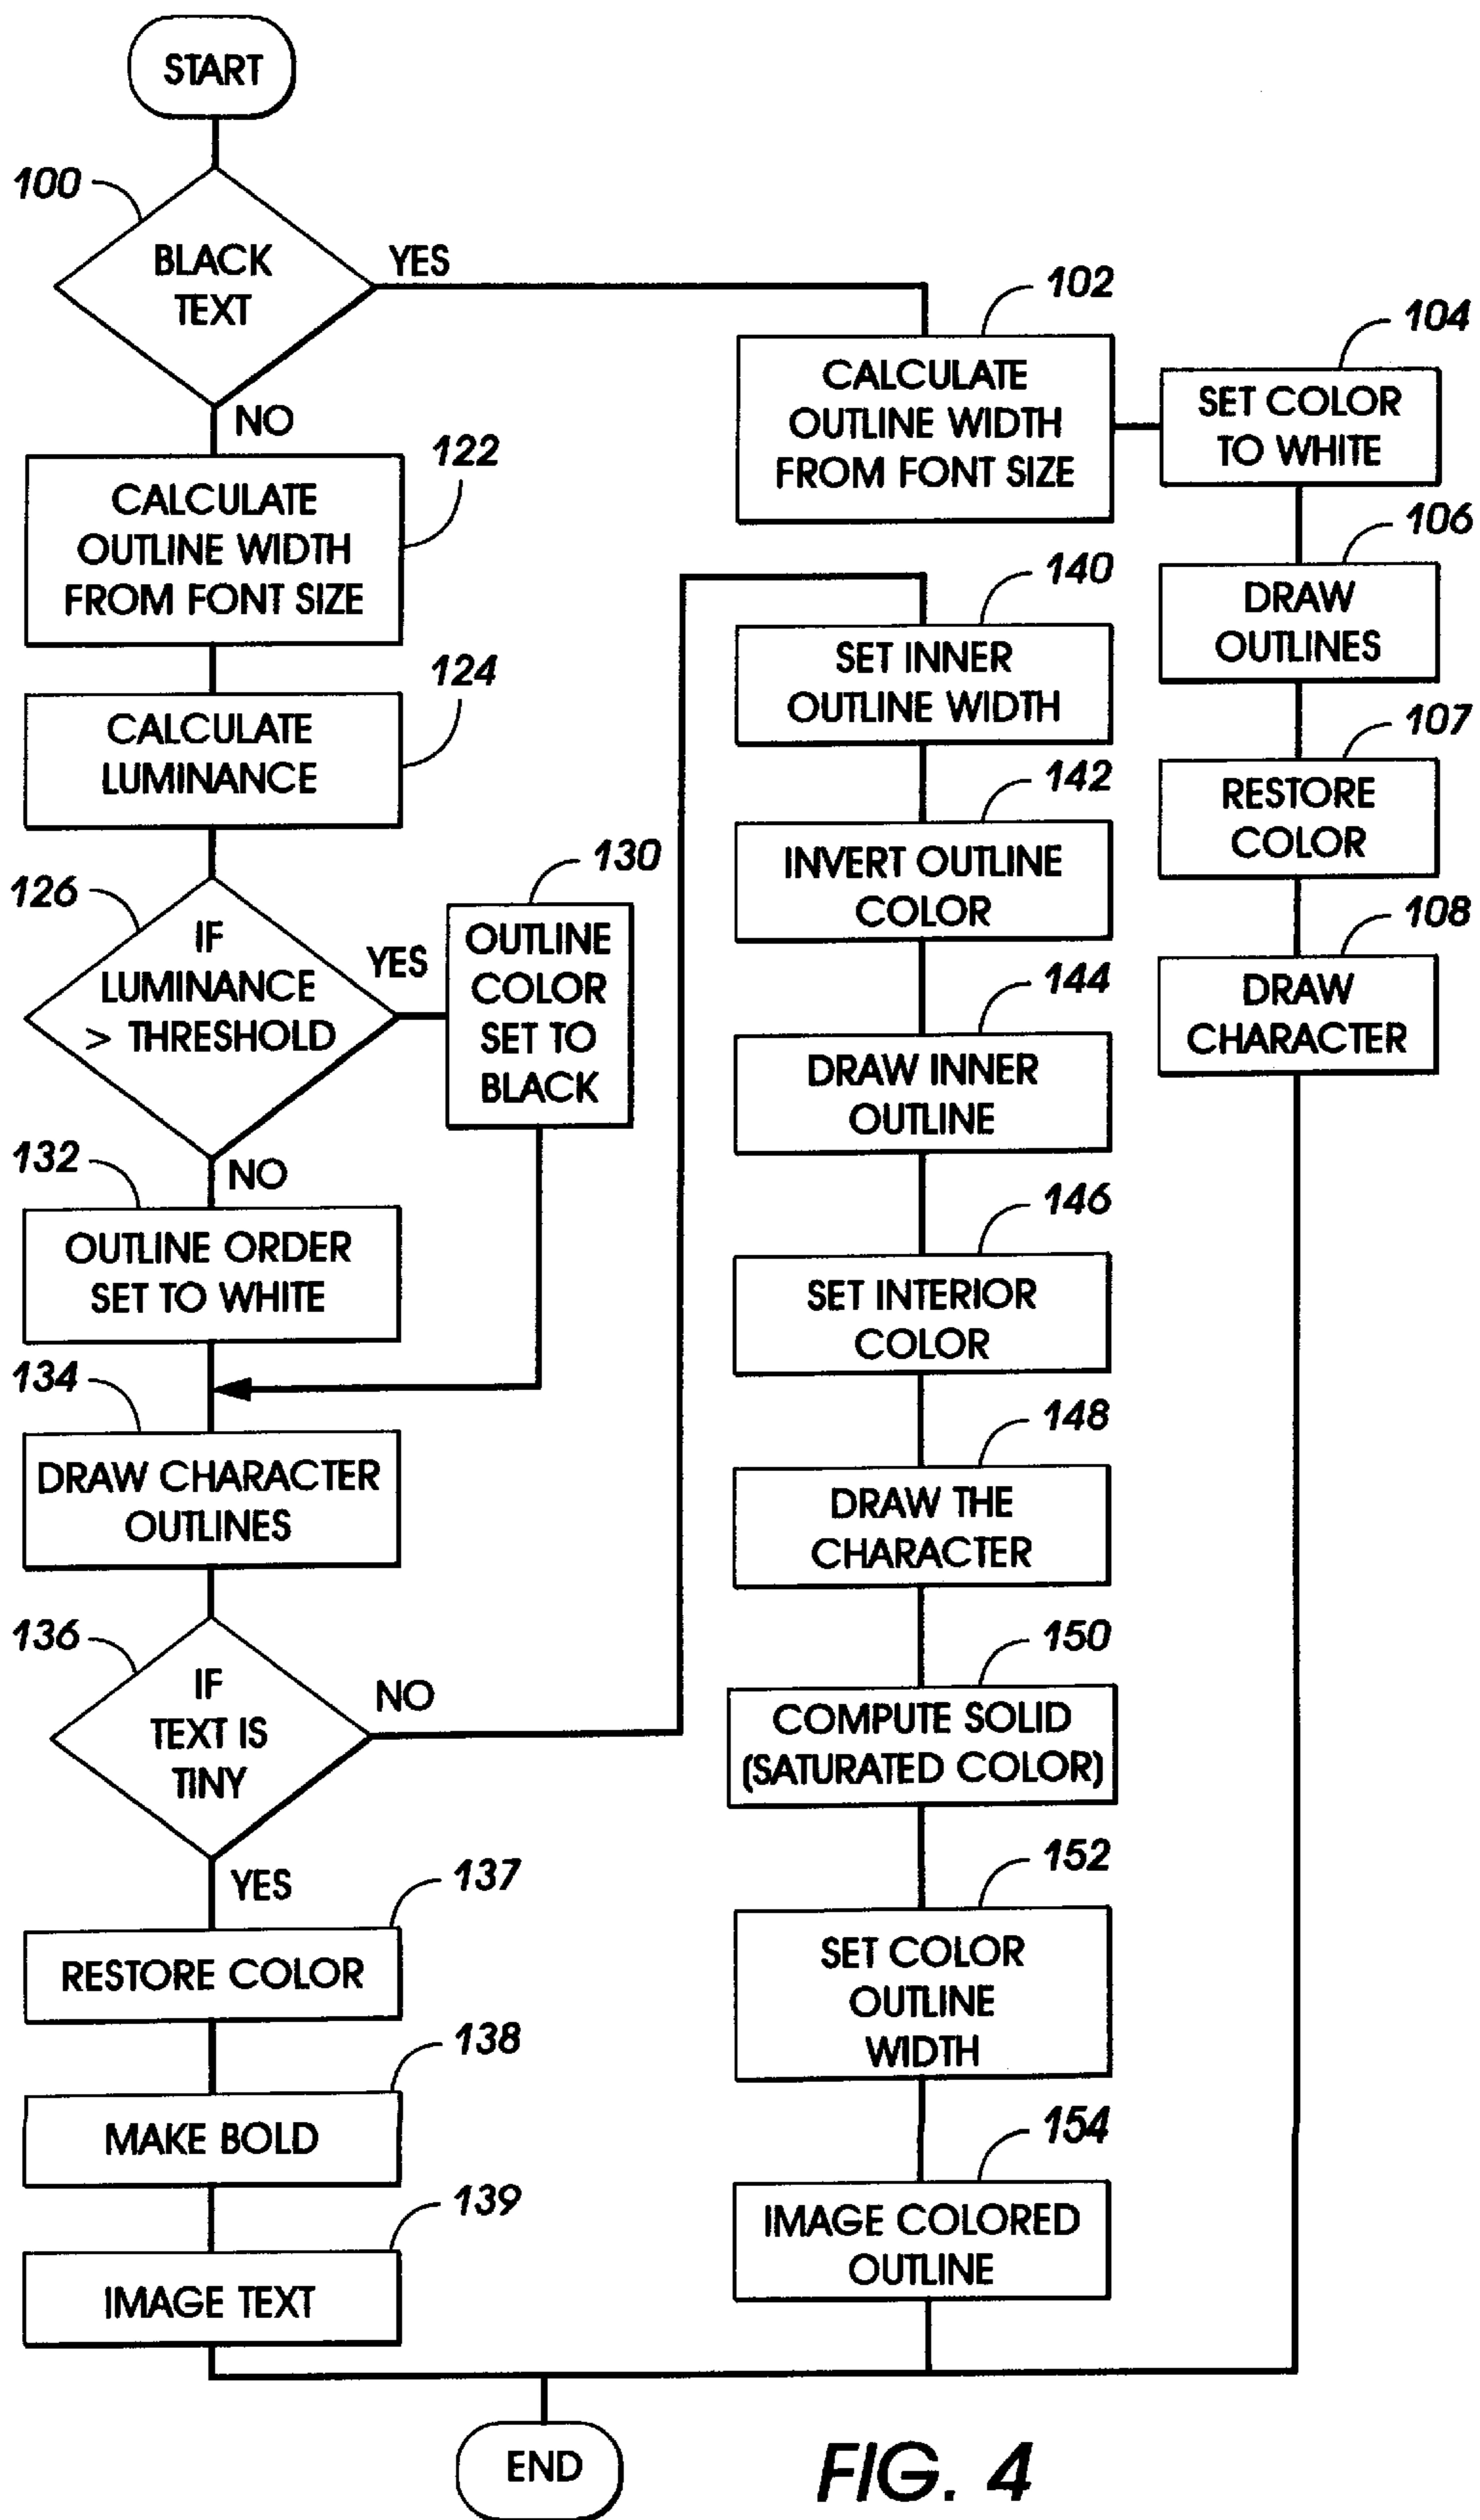 START
100
BLACK
TEXT
YES
NO
102
CALCULATE
OUTLINE WIDTH
FROM FONT SIZE
104
SET COLOR
TO WHITE
106
DRAW
OUTLINES
107
RESTORE
COLOR
108
DRAW
CHARACTER
122
CALCULATE
OUTLINE WIDTH
FROM FONT SIZE
124
CALCULATE
LUMINANCE
126
IF
LUMINANCE
> THRESHOLD
YES
NO
130
OUTLINE
COLOR
SET TO
BLACK
132
OUTLINE ORDER
SET TO WHITE
134
DRAW CHARACTER
OUTLINES
136
IF
TEXT IS
TINY
NO
YES
137
RESTORE COLOR
138
MAKE BOLD
139
IMAGE TEXT
140
SET INNER
OUTLINE WIDTH
142
INVERT OUTLINE
COLOR
144
DRAW INNER
OUTLINE
146
SET INTERIOR
COLOR
148
DRAW THE
CHARACTER
150
COMPUTE SOLID
(SATURATED COLOR)
152
SET COLOR
OUTLINE
WIDTH
154
IMAGE COLORED
OUTLINE
END
FIG. 4